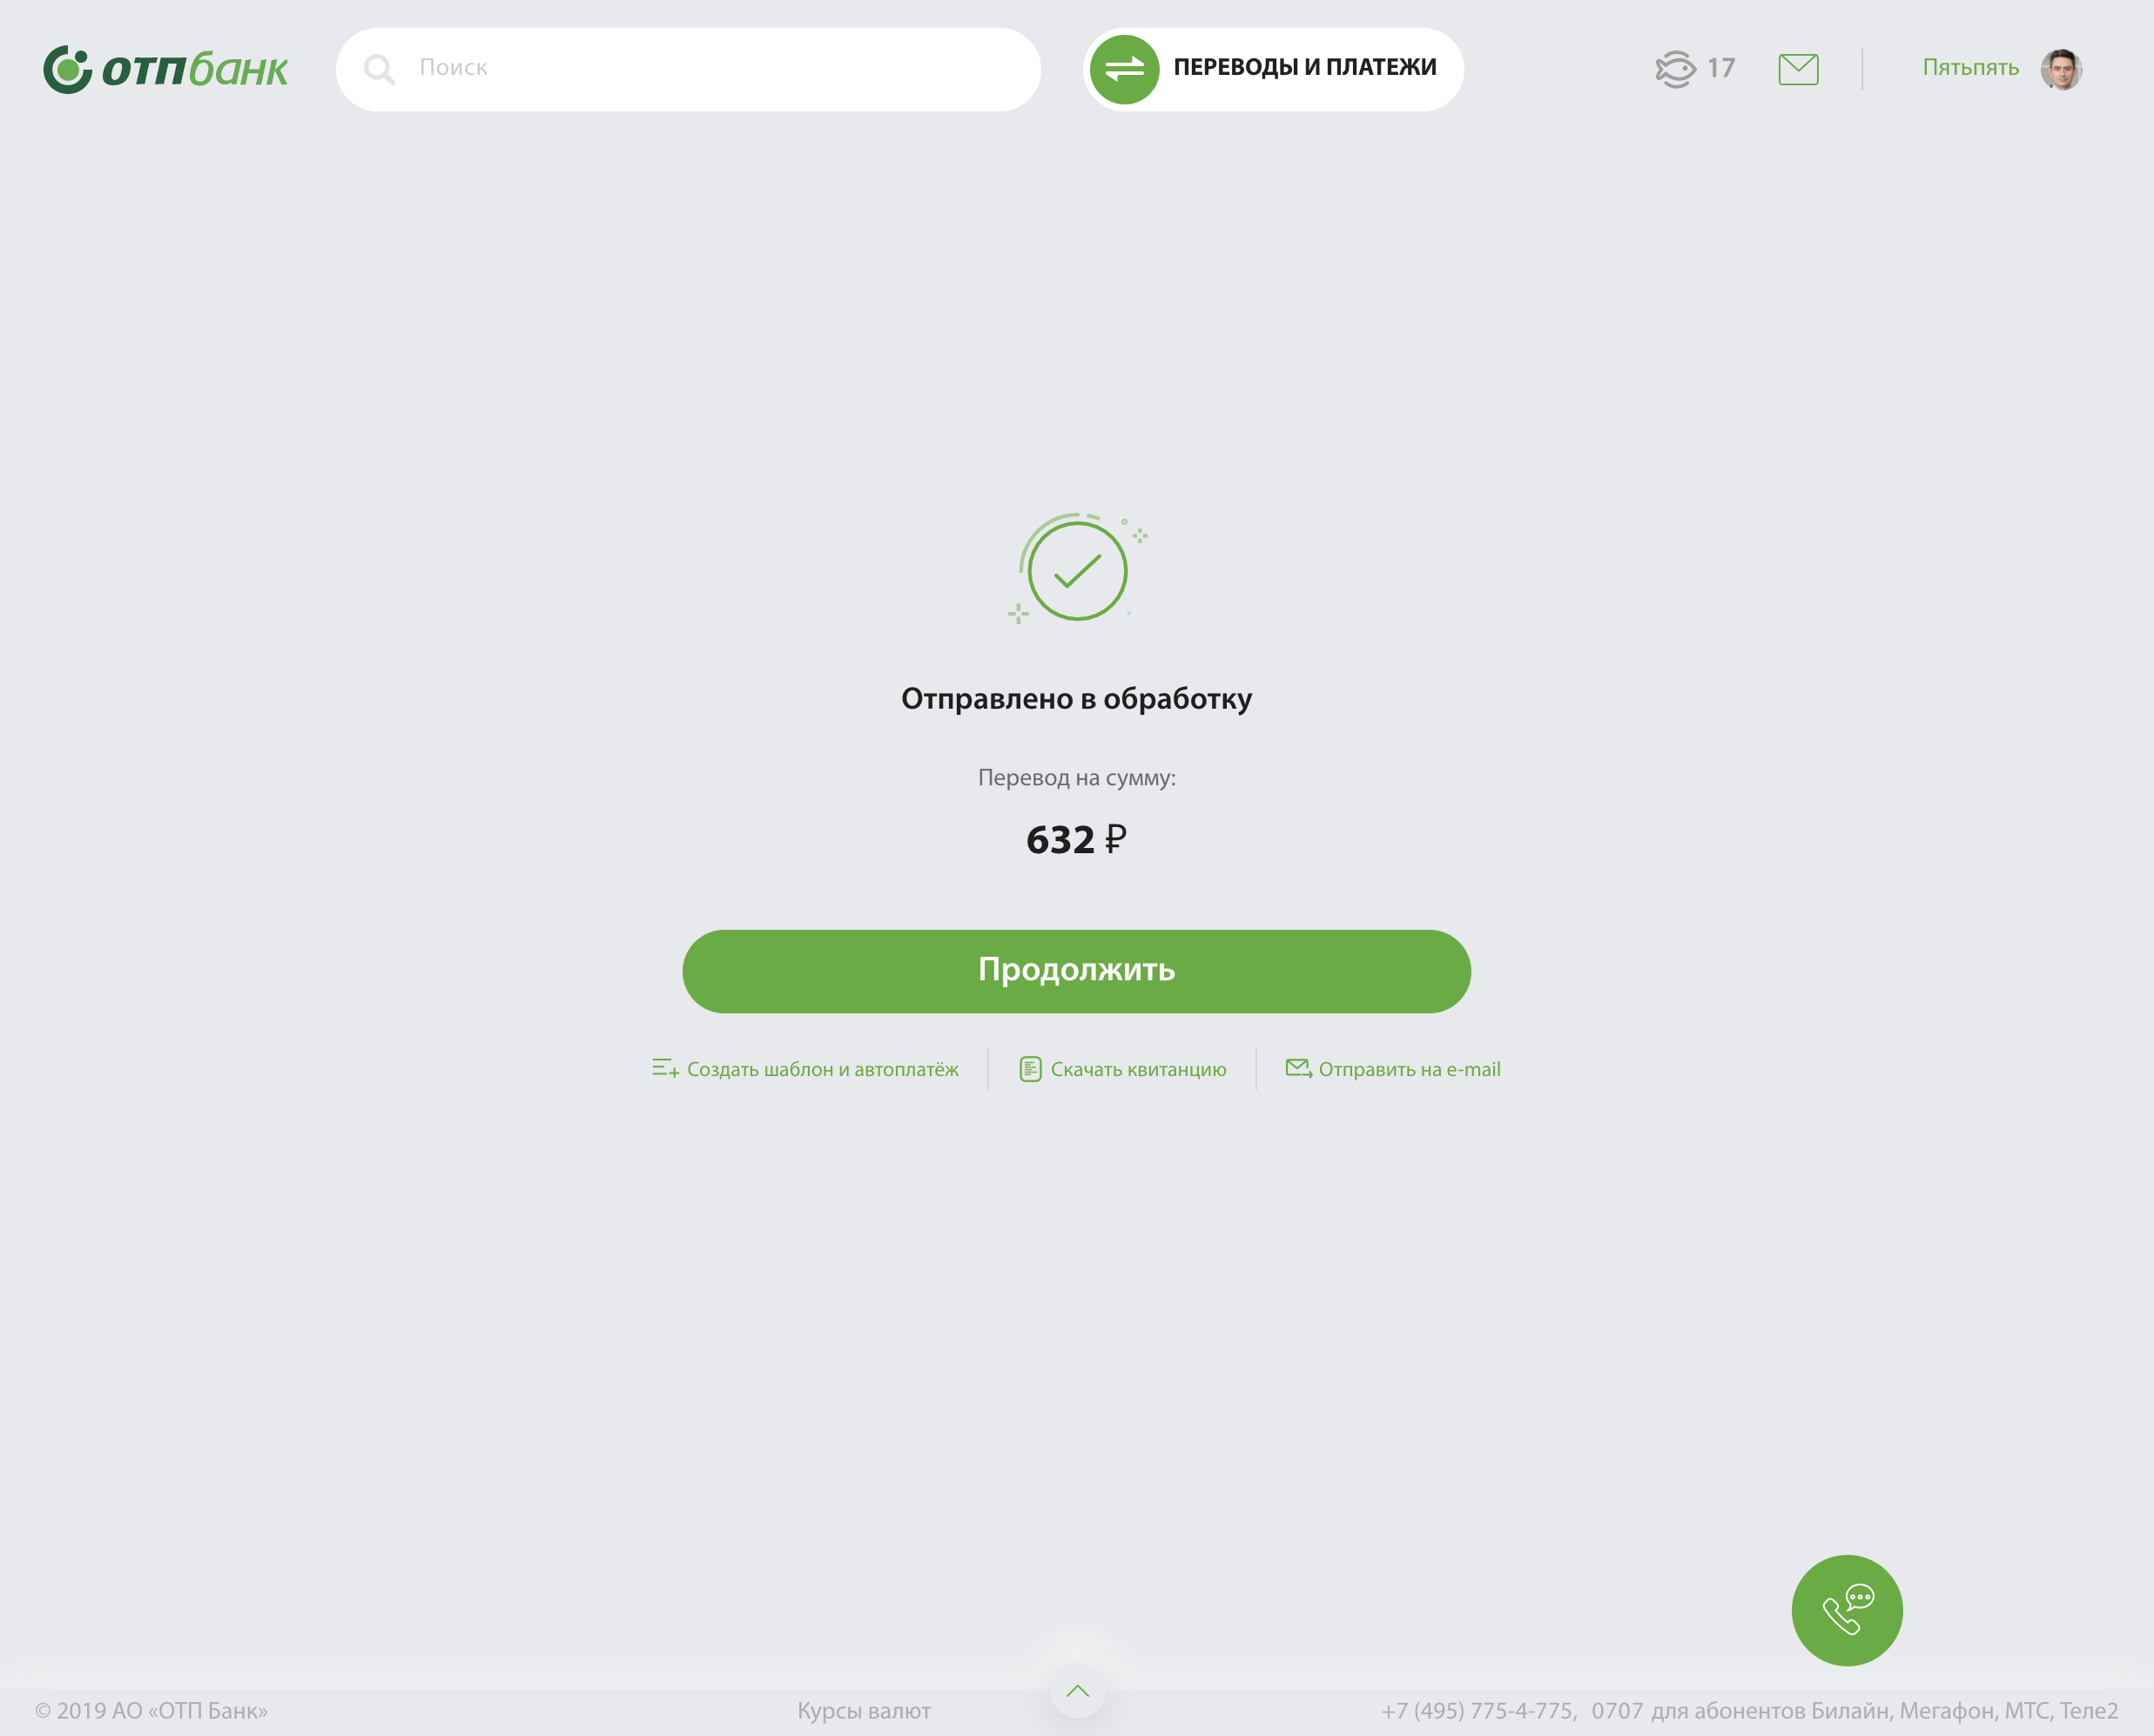 отпбанк
Поиск
ПЕРЕВОДЫ И ПЛАТЕЖИ
17
Пятьпять
Отправлено в обработку
Перевод на сумму:
632 ₽
Продолжить
Создать шаблон и автоплатёж
Скачать квитанцию
Отправить на e-mail
© 2019 АО «ОТП Банк»
Курсы валют
+7 (495) 775-4-775, 0707 для абонентов Билайн, Мегафон, МТС, Теле2